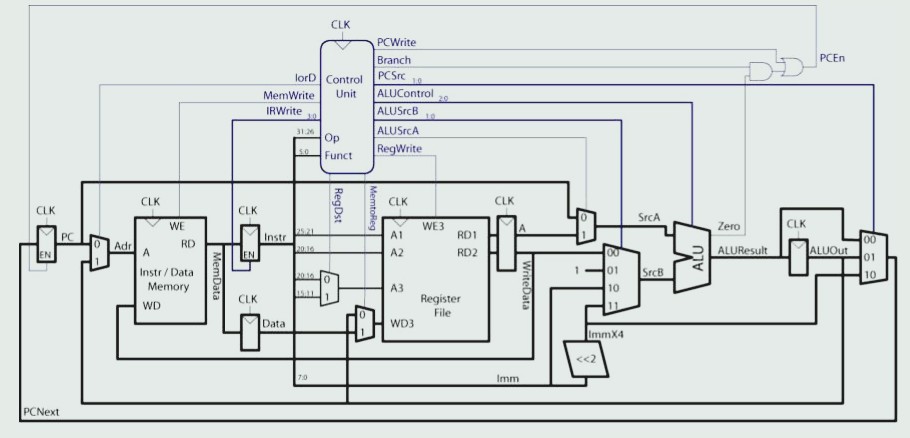 CLK
PCWrite
Branch
PCEn
PCSrc 1:0
IorD
Control
Unit
MemWrite
ALUControl 2:0
IRWrite 3:0
ALUSrcB 1:0
31:26
Op
ALUSrcA
5:0
Funct
RegWrite
RegDst
MemtoReg
CLK
CLK
CLK
CLK
CLK
SrcA
CLK
WE
WE3
Zero
PC
0
1
Adr
A
RD
Instr
25:21
A1
RD1
A
0
1
00
EN
EN
20:16
A2
RD2
00
ALU
ALUResult
ALUOut
01
Instr / Data
Memory
MemData
20:16
0
1
01
SrcB
10
15:11
1
A3
WriteData
10
Register
File
CLK
WD
Data
0
1
WD3
11
ImmX4
<<2
7:0
Imm
PCNext